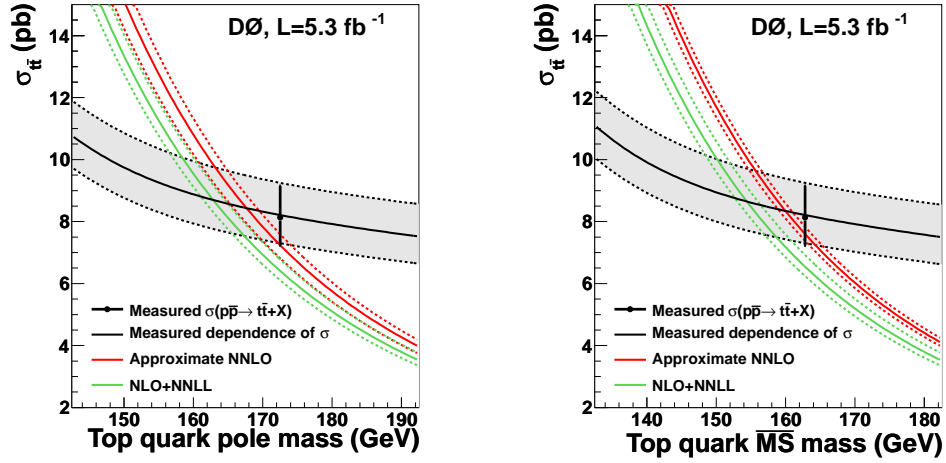 DØ, L=5.3 fb⁻¹
σtt̄ (pb)
14
12
10
8
6
4
2
Measured σ(pp̄→ tt̄+X)
Measured dependence of σ
Approximate NNLO
NLO+NNLL
150 160 170 180 190
Top quark pole mass (GeV)
DØ, L=5.3 fb⁻¹
σtt̄ (pb)
14
12
10
8
6
4
2
Measured σ(pp̄→ tt̄+X)
Measured dependence of σ
Approximate NNLO
NLO+NNLL
140 150 160 170 180
Top quark M̅S̅ mass (GeV)